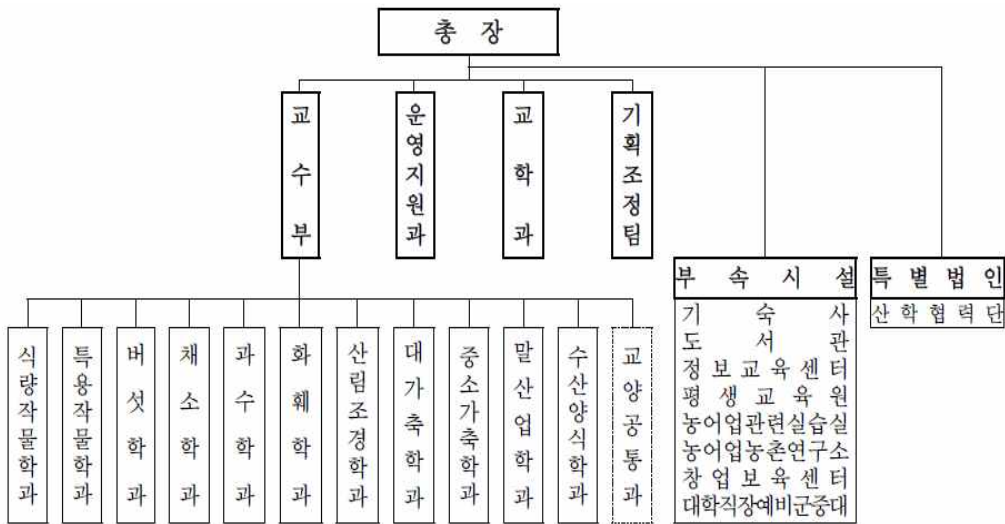 총 장
교수부
운영지원과
교학과
기획조정팀
부 속 시 설
특 별 법 인
기 숙 사
도 서 관
정보교육센터
평생교육원
농어업관련실습실
농어업농촌연구소
창업보육센터
대학직장예비군중대
산학협력단
식량작물학과
특용작물학과
버섯학과
채소학과
과수학과
화훼학과
산림조경학과
대가축학과
중소가축학과
말산업학과
수산양식학과
교양공통과